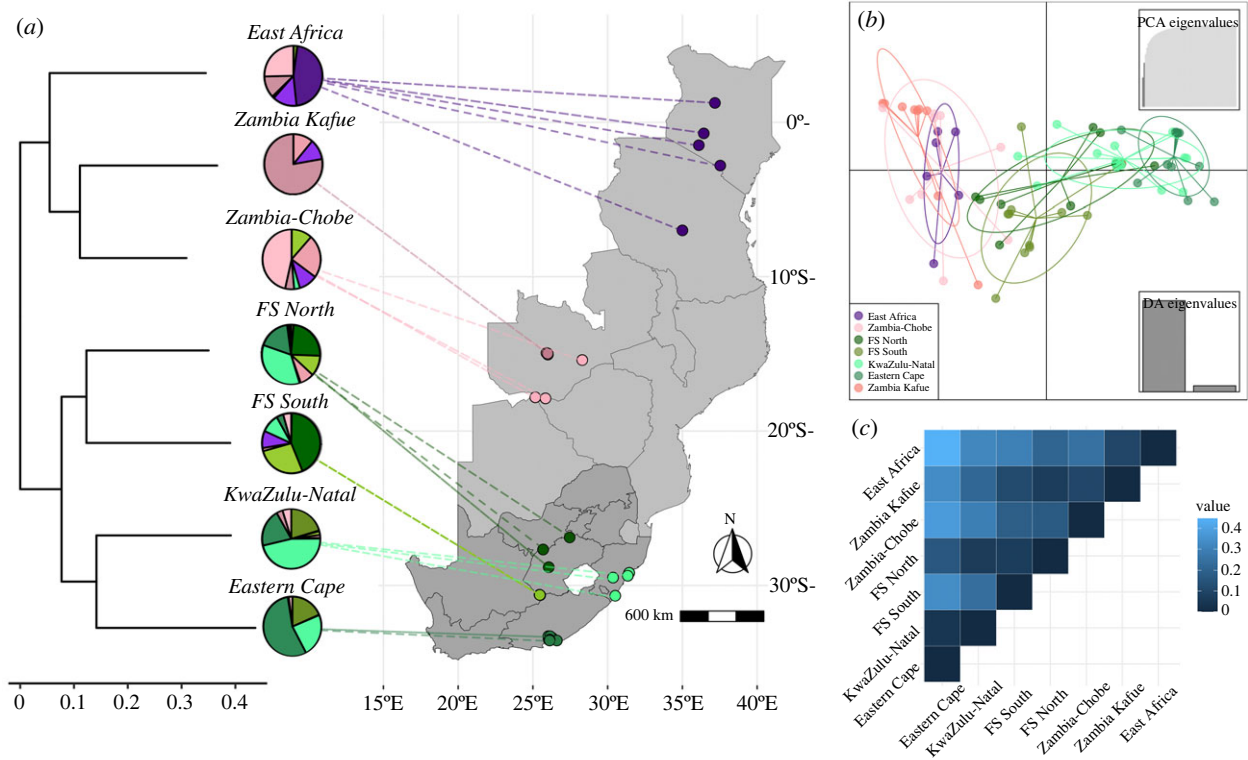 (a)
East Africa
Zambia Kafue
Zambia-Chobe
FS North
FS South
KwaZulu-Natal
Eastern Cape
0 0.1 0.2 0.3 0.4
0º-
10ºS-
20ºS-
30ºS-
N
600 km
15ºE 20ºE 25ºE 30ºE 35ºE 40ºE
(b)
PCA eigenvalues
DA eigenvalues
East Africa
Zambia-Chobe
FS North
FS South
KwaZulu-Natal
Eastern Cape
Zambia Kafue
(c)
East Africa
Zambia Kafue
Zambia-Chobe
FS North
FS South
KwaZulu-Natal
Eastern Cape
Eastern Cape
KwaZulu-Natal
FS South
FS North
Zambia-Chobe
Zambia Kafue
East Africa
value
0.4
0.3
0.2
0.1
0